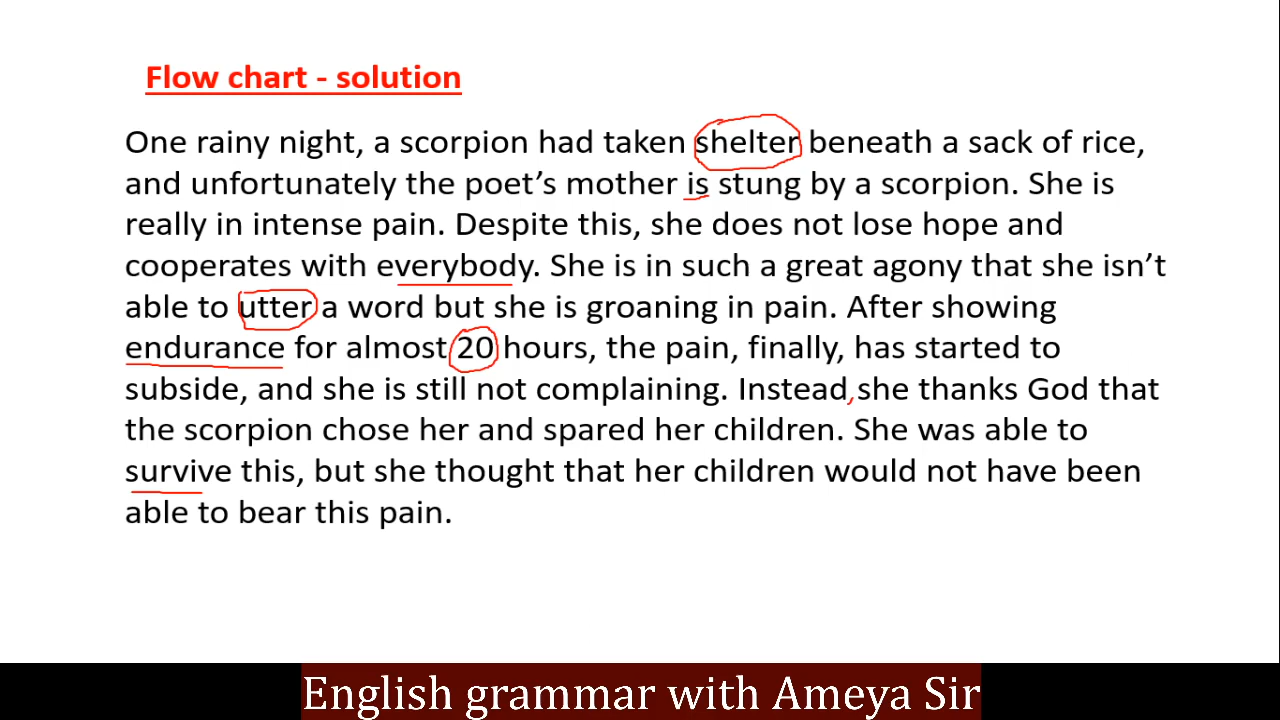 Flow chart - solution
One rainy night, a scorpion had taken shelter beneath a sack of rice,
and unfortunately the poet’s mother is stung by a scorpion. She is
really in intense pain. Despite this, she does not lose hope and
cooperates with everybody. She is in such a great agony that she isn’t
able to utter a word but she is groaning in pain. After showing
endurance for almost 20 hours, the pain, finally, has started to
subside, and she is still not complaining. Instead, she thanks God that
the scorpion chose her and spared her children. She was able to
survive this, but she thought that her children would not have been
able to bear this pain.
English grammar with Ameya Sir